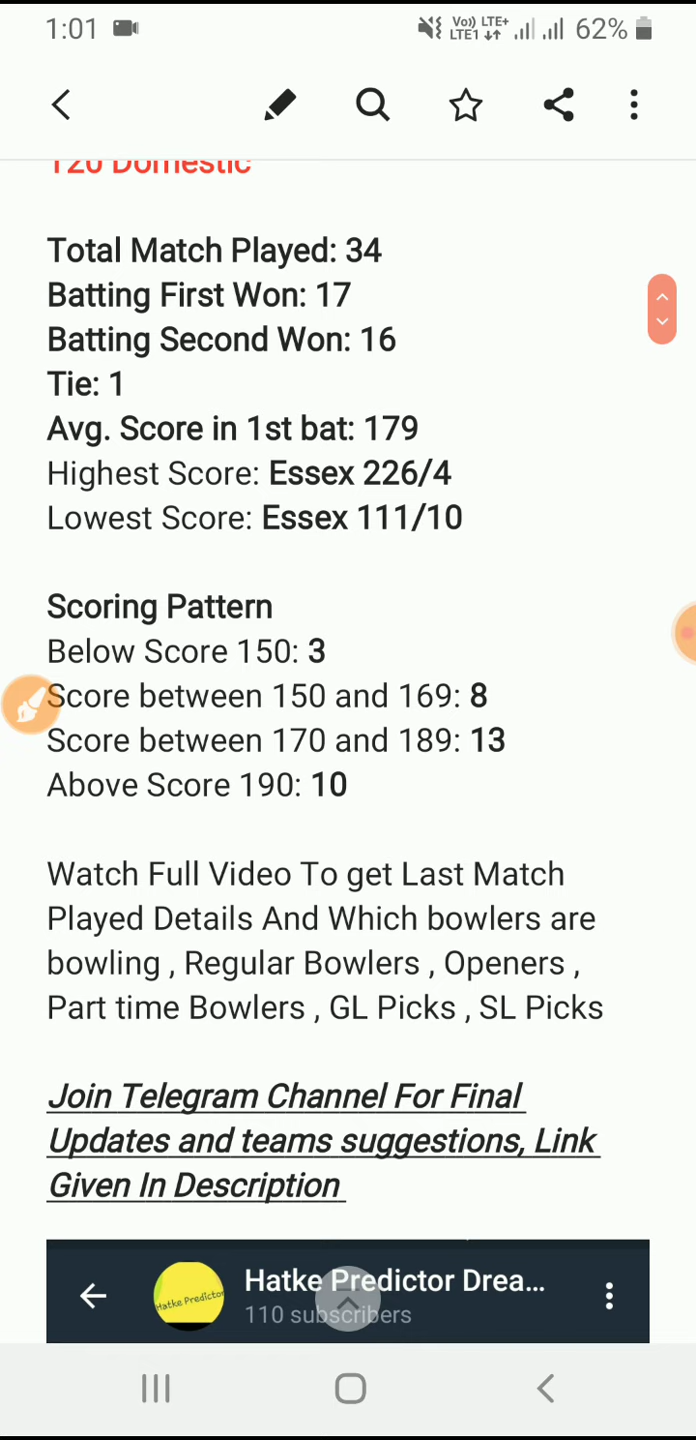 1:01
Vo)) LTE+
LTE1 62%
T20 Domestic
Total Match Played: 34
Batting First Won: 17
Batting Second Won: 16
Tie: 1
Avg. Score in 1st bat: 179
Highest Score: Essex 226/4
Lowest Score: Essex 111/10
Scoring Pattern
Below Score 150: 3
Score between 150 and 169: 8
Score between 170 and 189: 13
Above Score 190: 10
Watch Full Video To get Last Match
Played Details And Which bowlers are
bowling , Regular Bowlers , Openers ,
Part time Bowlers , GL Picks , SL Picks
Join Telegram Channel For Final
Updates and teams suggestions, Link
Given In Description
Hatke Predictor
Hatke Predictor Drea...
110 subscribers